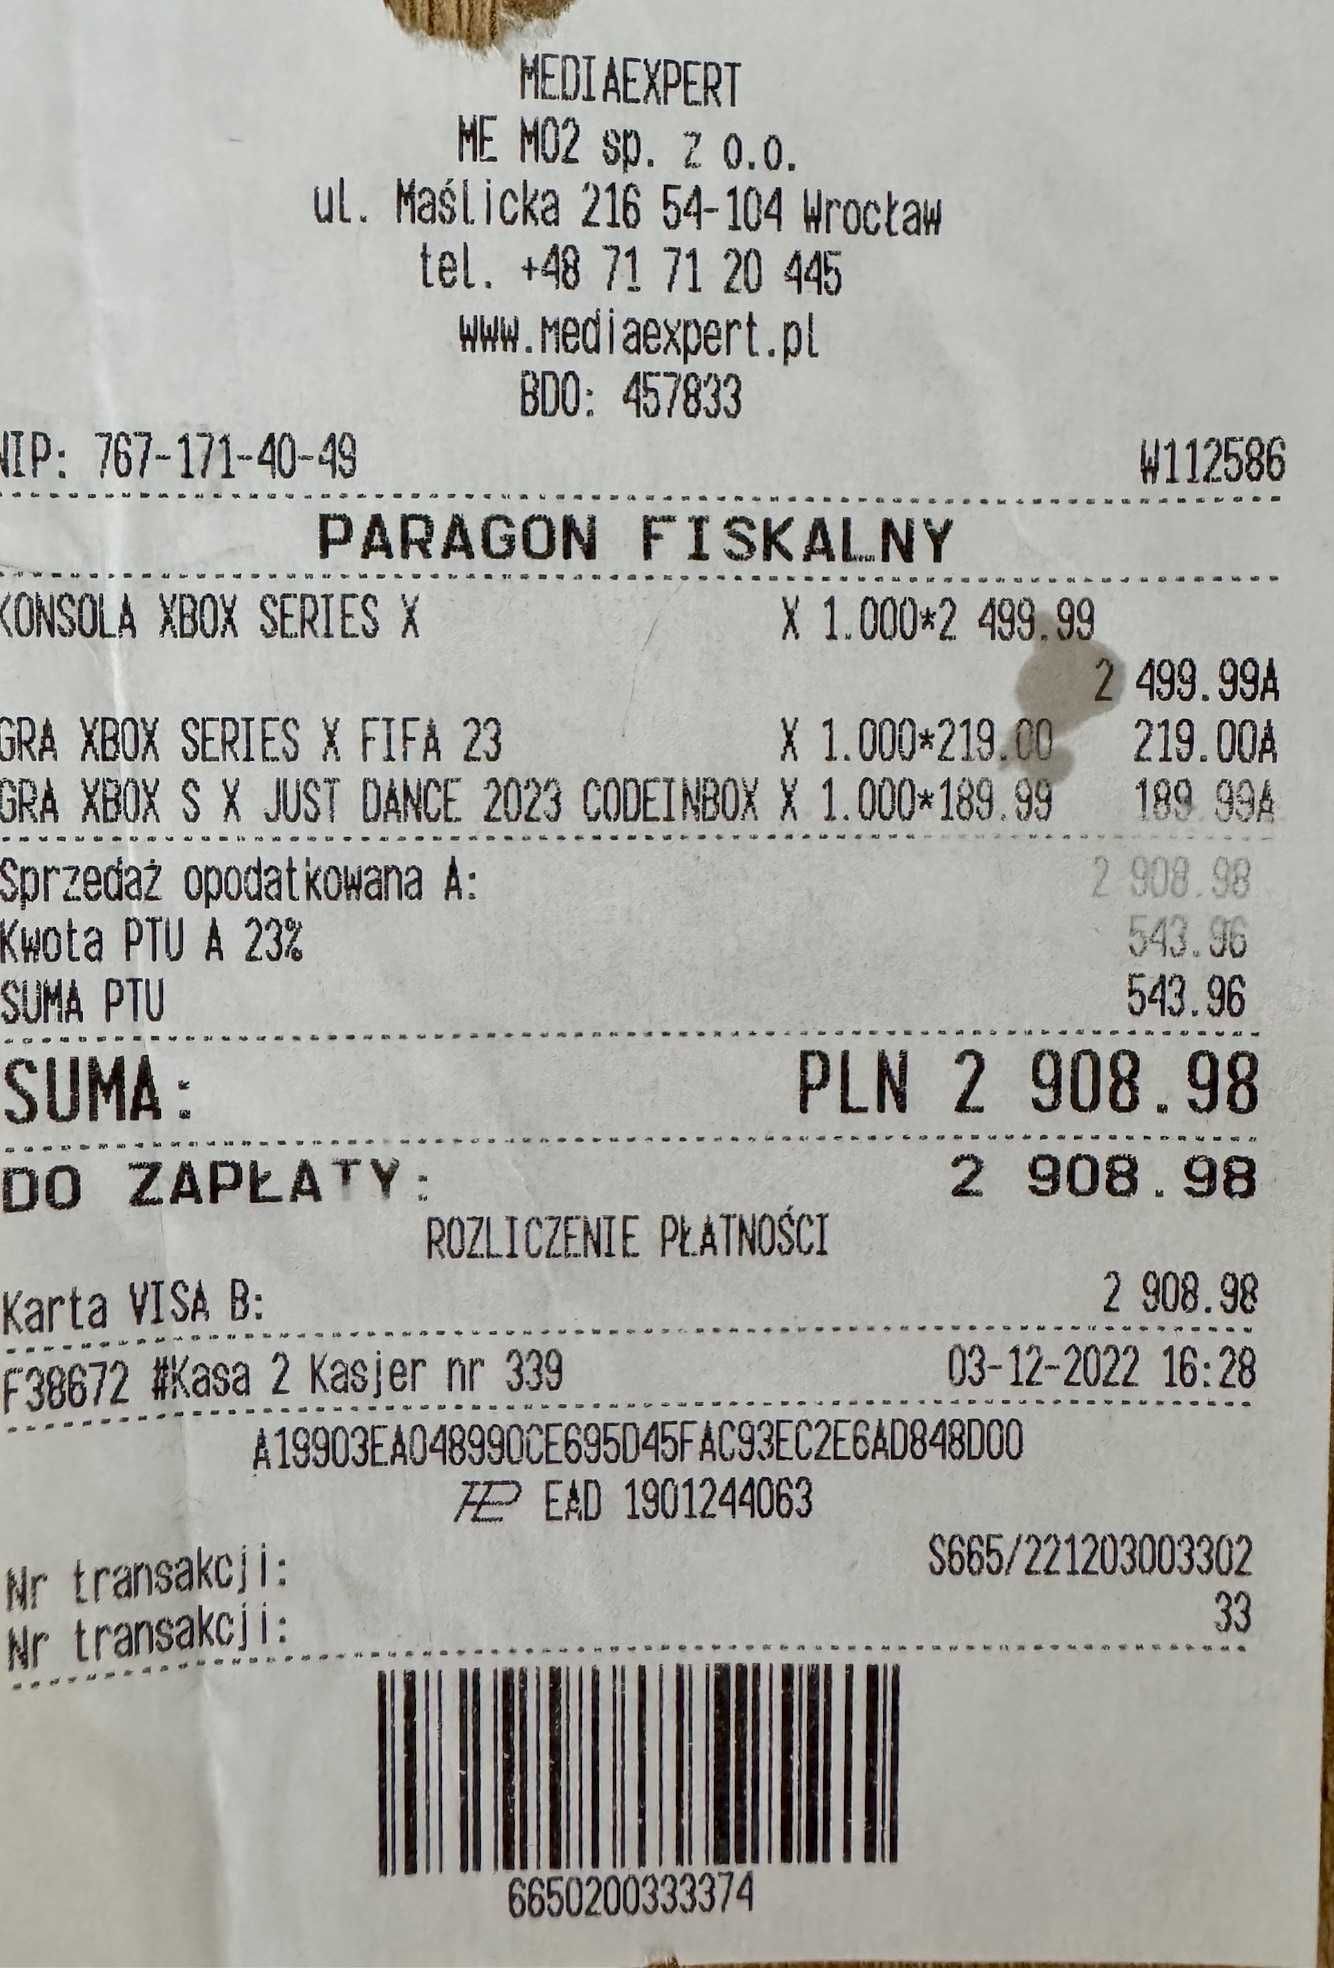 MEDIAEXPERT
ME MO2 sp. z o.o.
ul. Maślicka 216 54-104 Wrocław
tel. +48 71 71 20 445
www.mediaexpert.pl
BDO: 457833
NIP: 767-171-40-49 W112586
PARAGON FISKALNY
KONSOLA XBOX SERIES X X 1.000*2 499.99
2 499.99A
GRA XBOX SERIES X FIFA 23 X 1.000*219.00 219.00A
GRA XBOX S X JUST DANCE 2023 CODEINBOX X 1.000*189.99 189.99A
Sprzedaż opodatkowana A: 2 908.98
Kwota PTU A 23% 543.96
SUMA PTU 543.96
SUMA: PLN 2 908.98
DO ZAPŁATY: 2 908.98
ROZLICZENIE PŁATNOŚCI
Karta VISA B: 2 908.98
F38672 #Kasa 2 Kasjer nr 339 03-12-2022 16:28
A19903EA048990CE695D45FAC93EC2E6AD848D00
EAD 1901244063
Nr transakcji: S665/221203003302
Nr transakcji: 33
6650200333374